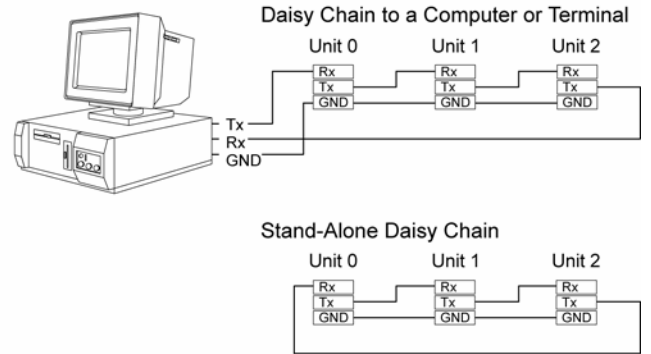 Daisy Chain to a Computer or Terminal
Unit 0 Unit 1 Unit 2
Rx Rx Rx
Tx Tx Tx
GND GND GND
Tx
Rx
GND
Stand-Alone Daisy Chain
Unit 0 Unit 1 Unit 2
Rx Rx Rx
Tx Tx Tx
GND GND GND